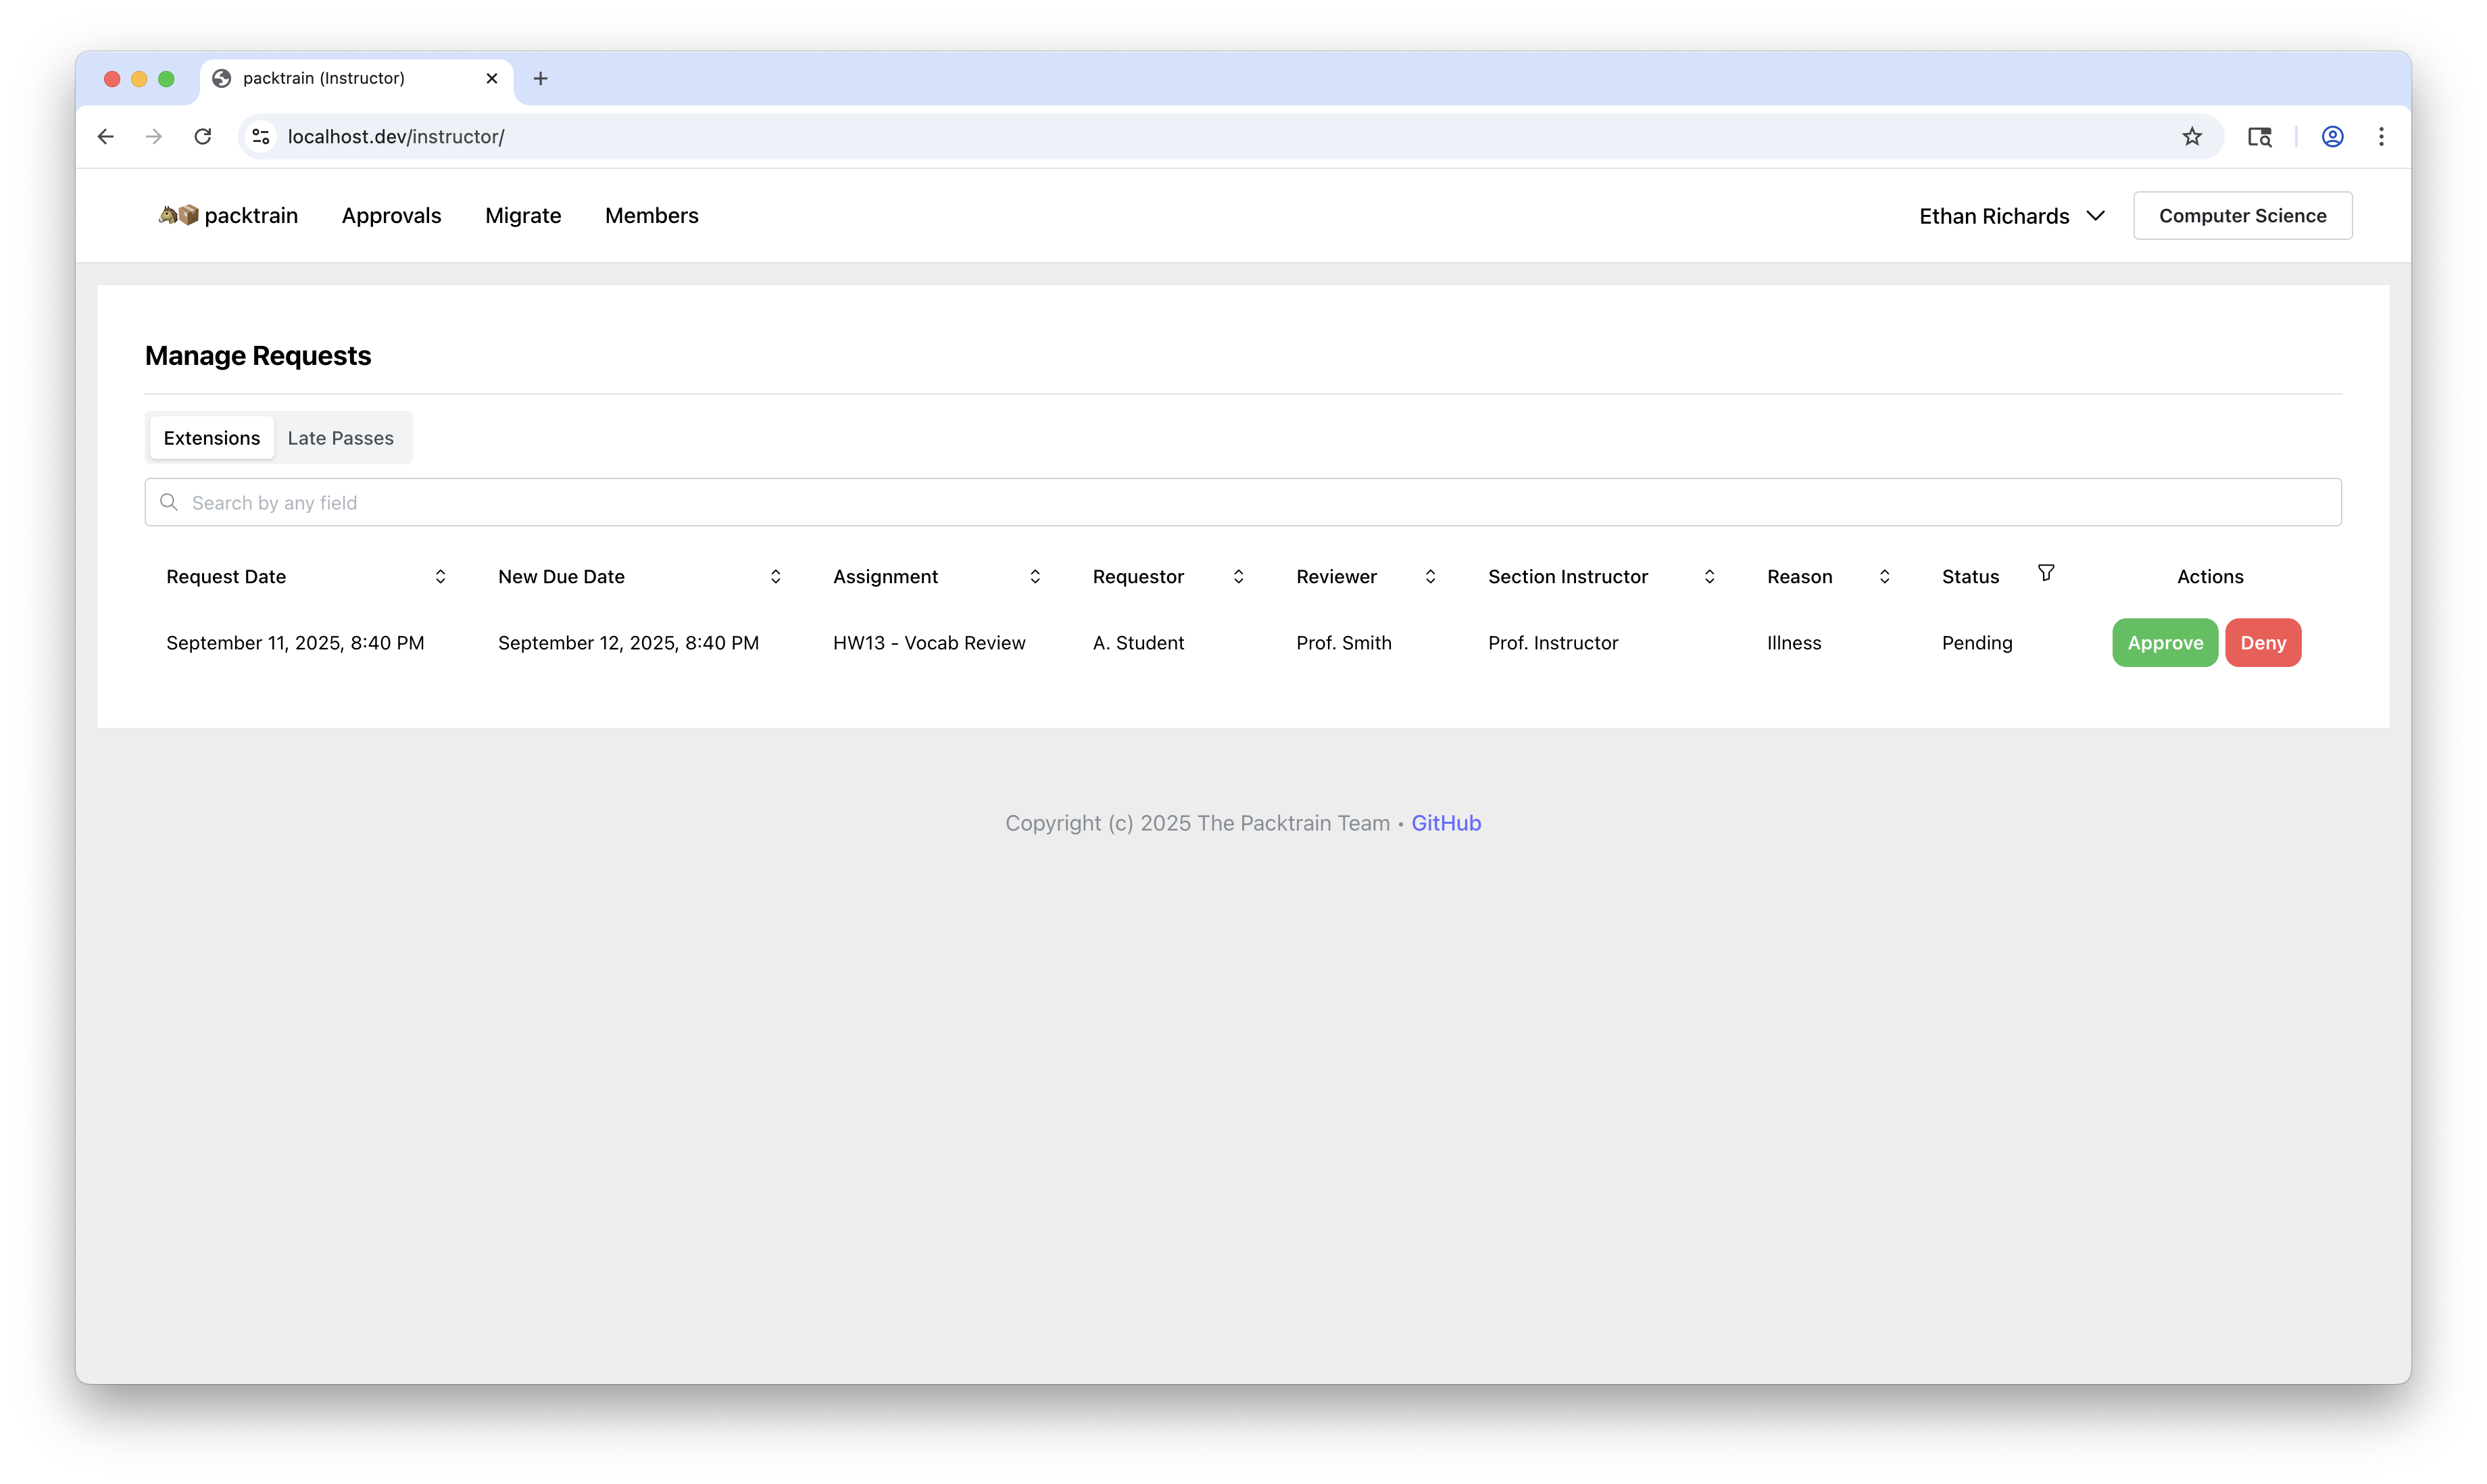 packtrain (Instructor)
localhost.dev/instructor/
packtrain Approvals Migrate Members Ethan Richards Computer Science
Manage Requests
Extensions Late Passes
Search by any field
Request Date New Due Date Assignment Requestor Reviewer Section Instructor Reason Status Actions
September 11, 2025, 8:40 PM September 12, 2025, 8:40 PM HW13 - Vocab Review A. Student Prof. Smith Prof. Instructor Illness Pending Approve Deny
Copyright (c) 2025 The Packtrain Team • GitHub